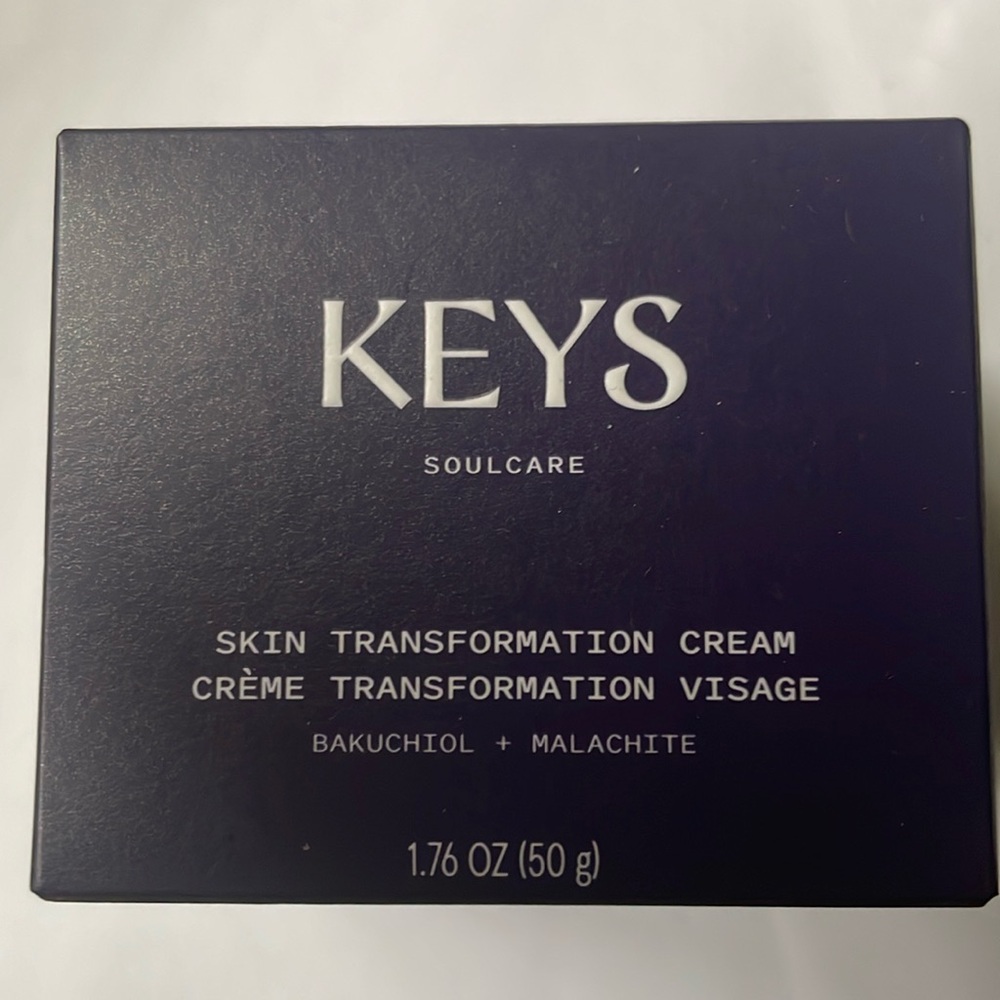 KEYS
SOULCARE
SKIN TRANSFORMATION CREAM
CRÈME TRANSFORMATION VISAGE
BAKUCHIOL + MALACHITE
1.76 OZ (50 g)